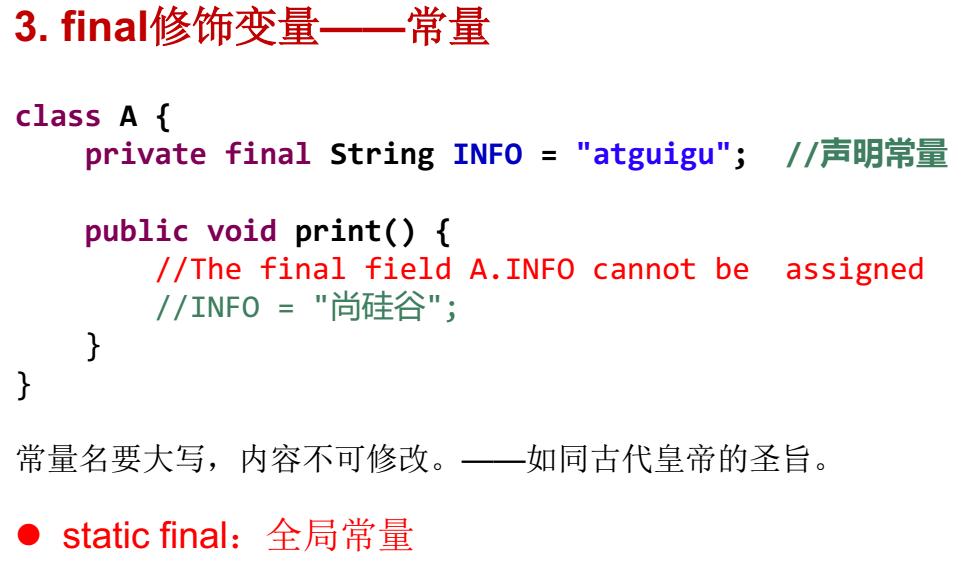 3. final修饰变量——常量
class A {
    private final String INFO = "atguigu";  //声明常量
    public void print() {
        //The final field A.INFO cannot be  assigned
        //INFO = "尚硅谷";
    }
}
常量名要大写，内容不可修改。——如同古代皇帝的圣旨。
● static final：全局常量